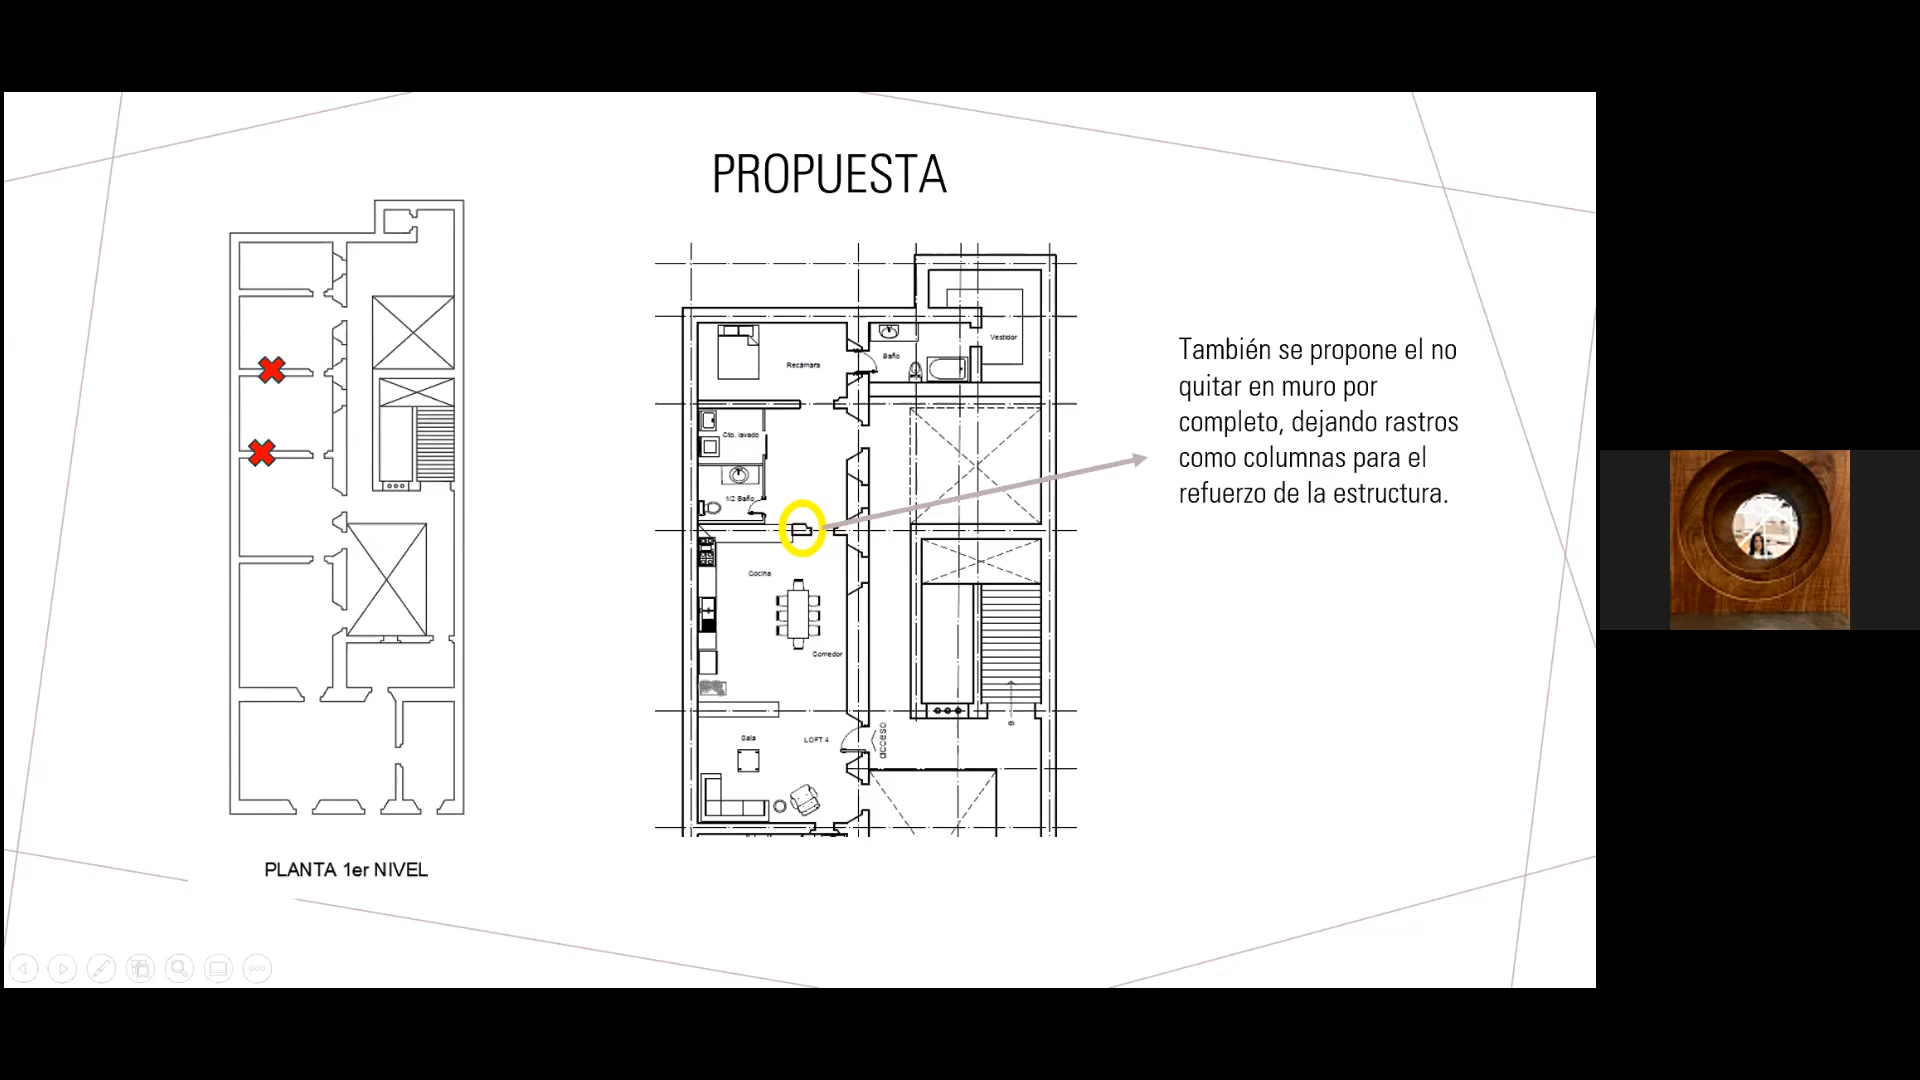 PROPUESTA
PLANTA 1er NIVEL
Recámara
Baño
Vestidor
Cto. lavado
1/2 Baño
Cocina
Comedor
Sala
LOFT 4
acceso
También se propone el no
quitar en muro por
completo, dejando rastros
como columnas para el
refuerzo de la estructura.